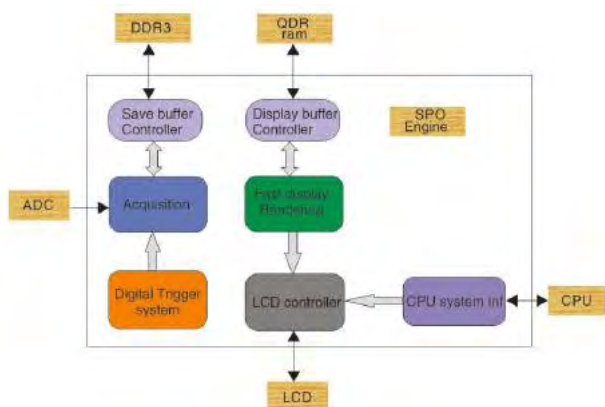 DDR3
QDR
ram
Save buffer
Controller
Display buffer
Controller
SPO
Engine
ADC
Acquisition
Fast display
Rendering
Digital Trigger
system
LCD controller
CPU system Inf
CPU
LCD